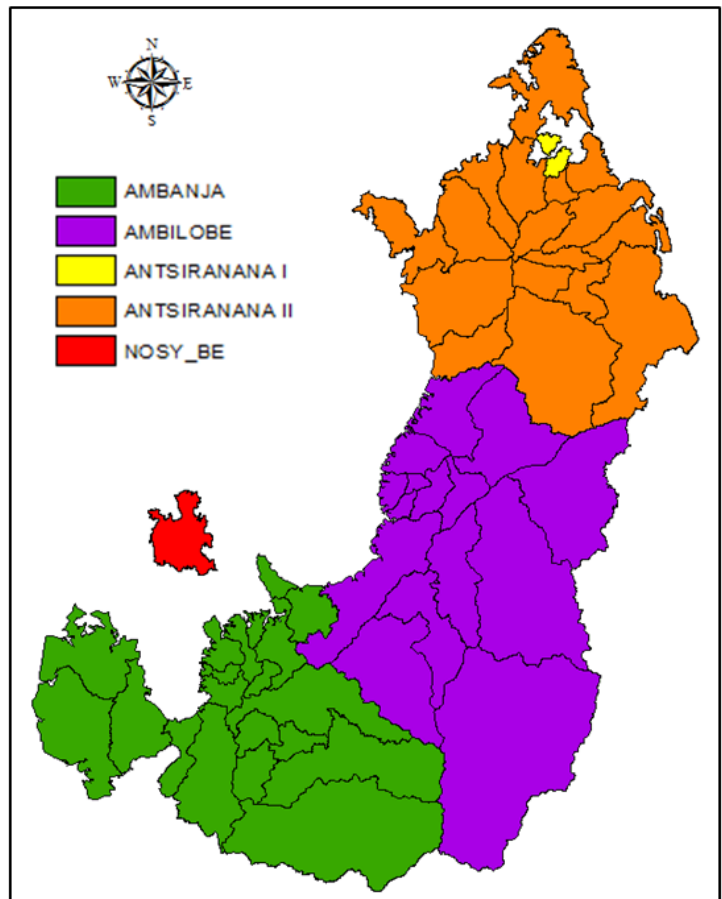 N
W E
S
AMBANJA
AMBILOBE
ANTSIRANANA I
ANTSIRANANA II
NOSY_BE